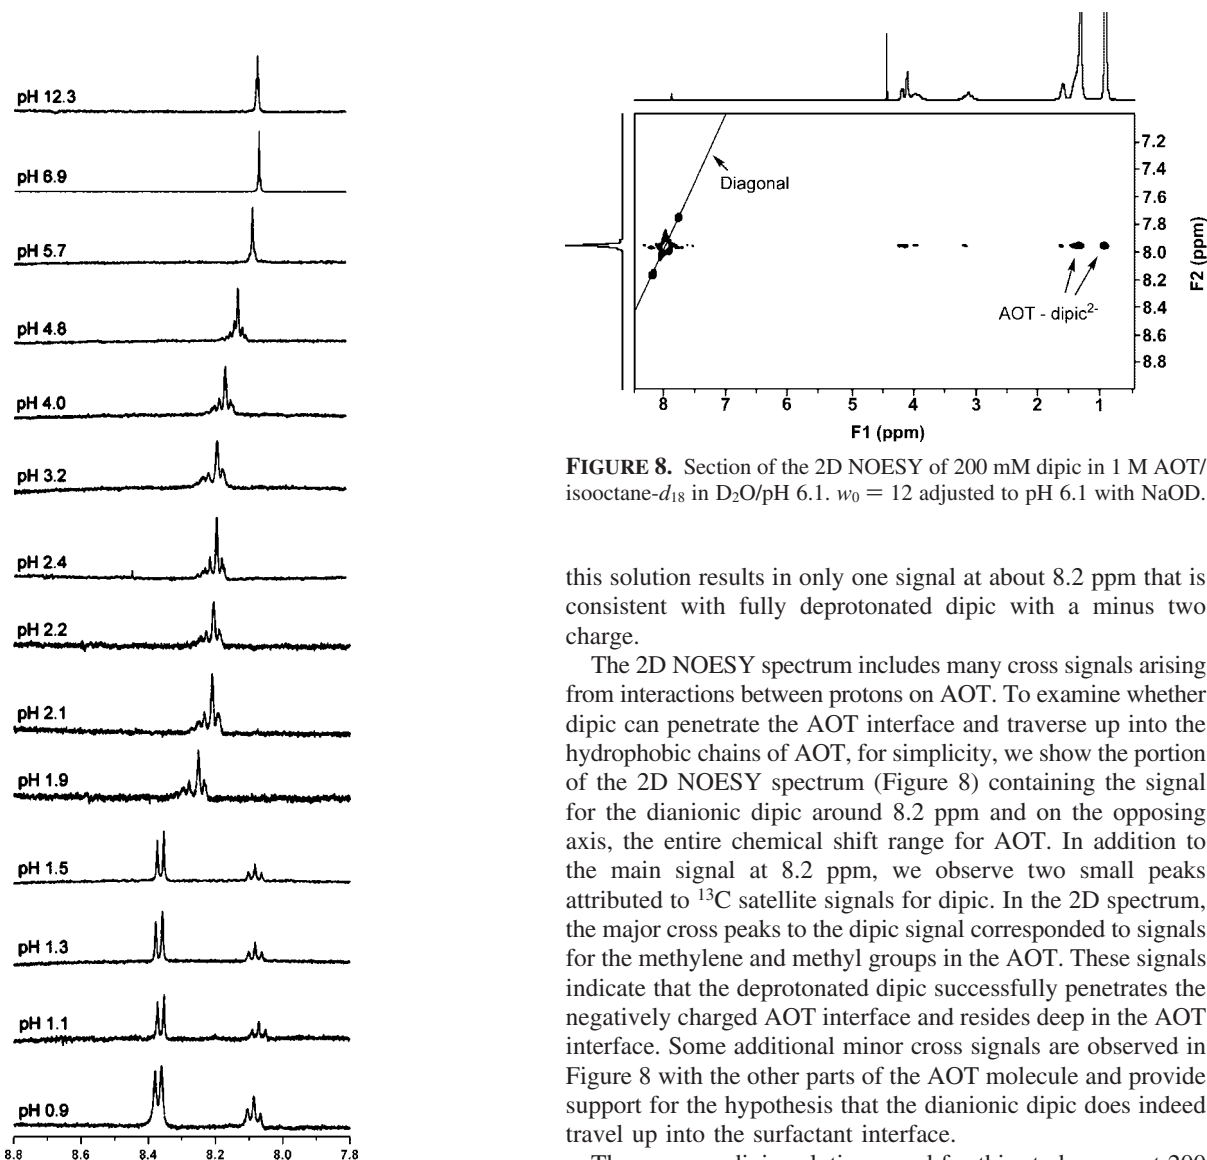 pH 12.3
pH 6.9
pH 5.7
pH 4.8
pH 4.0
pH 3.2
pH 2.4
pH 2.2
pH 2.1
pH 1.9
pH 1.5
pH 1.3
pH 1.1
pH 0.9
8.8 8.6 8.4 8.2 8.0 7.8
Diagonal
AOT - dipic2-
7.2
7.4
7.6
7.8
8.0
8.2
8.4
8.6
8.8
F2 (ppm)
8 7 6 5 4 3 2 1
F1 (ppm)
FIGURE 8. Section of the 2D NOESY of 200 mM dipic in 1 M AOT/
isooctane-d18 in D2O/pH 6.1. w0 = 12 adjusted to pH 6.1 with NaOD.
this solution results in only one signal at about 8.2 ppm that is
consistent with fully deprotonated dipic with a minus two
charge.
The 2D NOESY spectrum includes many cross signals arising
from interactions between protons on AOT. To examine whether
dipic can penetrate the AOT interface and traverse up into the
hydrophobic chains of AOT, for simplicity, we show the portion
of the 2D NOESY spectrum (Figure 8) containing the signal
for the dianionic dipic around 8.2 ppm and on the opposing
axis, the entire chemical shift range for AOT. In addition to
the main signal at 8.2 ppm, we observe two small peaks
attributed to 13C satellite signals for dipic. In the 2D spectrum,
the major cross peaks to the dipic signal corresponded to signals
for the methylene and methyl groups in the AOT. These signals
indicate that the deprotonated dipic successfully penetrates the
negatively charged AOT interface and resides deep in the AOT
interface. Some additional minor cross signals are observed in
Figure 8 with the other parts of the AOT molecule and provide
support for the hypothesis that the dianionic dipic does indeed
travel up into the surfactant interface.